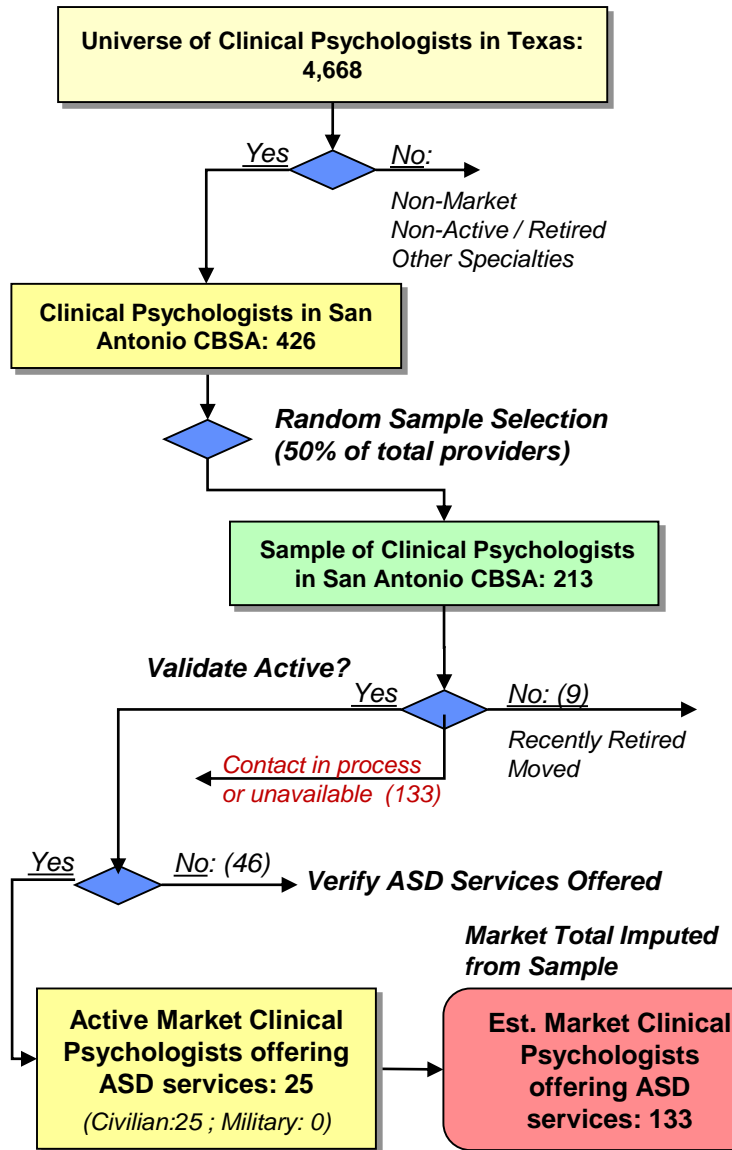 Universe of Clinical Psychologists in Texas:
4,668
Yes
No:
Non-Market
Non-Active / Retired
Other Specialties
Clinical Psychologists in San
Antonio CBSA: 426
Random Sample Selection
(50% of total providers)
Sample of Clinical Psychologists
in San Antonio CBSA: 213
Validate Active?
Yes
No: (9)
Recently Retired
Moved
Contact in process
or unavailable (133)
Yes
No: (46)
Verify ASD Services Offered
Market Total Imputed
from Sample
Active Market Clinical
Psychologists offering
ASD services: 25
(Civilian:25 ; Military: 0)
Est. Market Clinical
Psychologists
offering ASD
services: 133